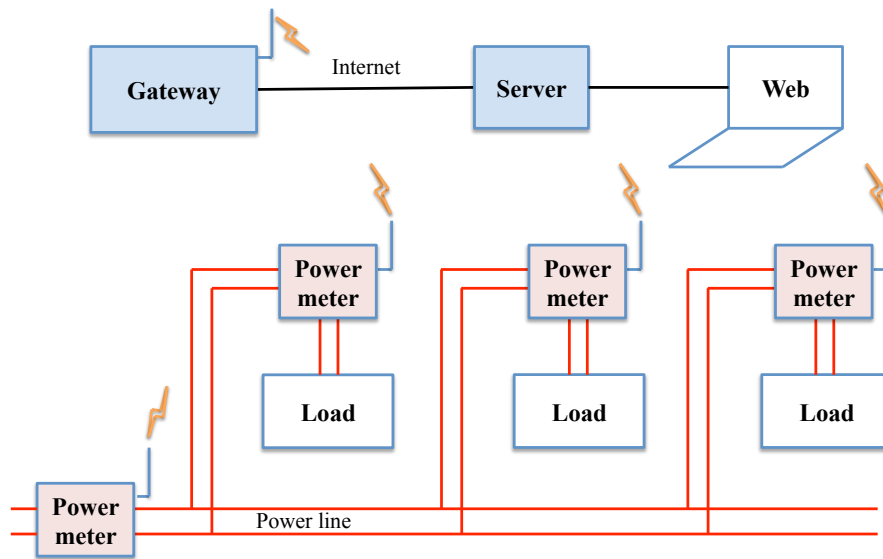 Internet
Gateway
Server
Web
Power
meter
Power
meter
Power
meter
Load
Load
Load
Power
meter
Power line